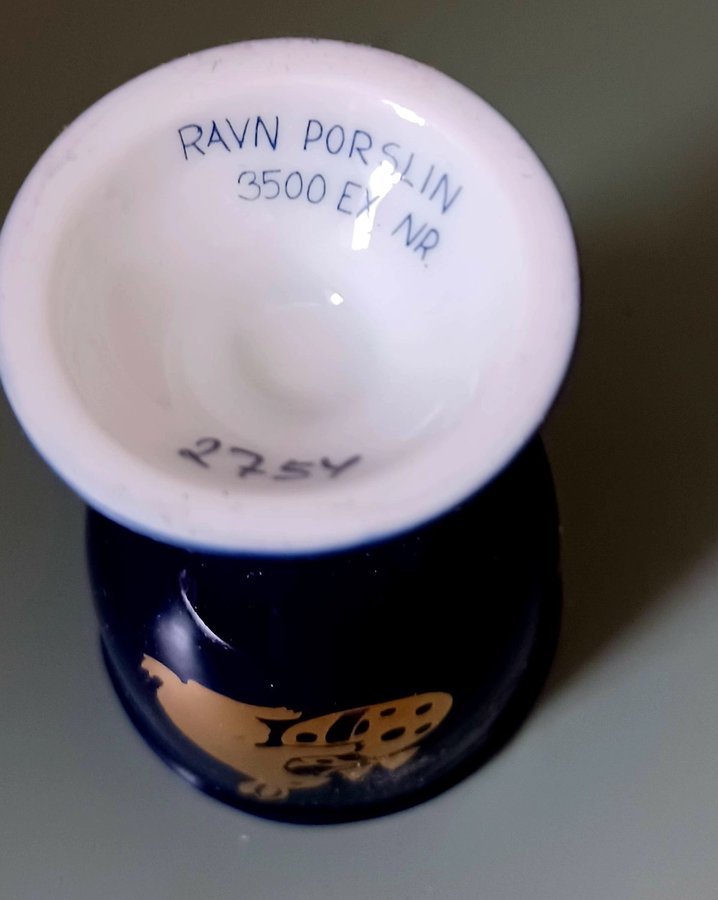 RAVN PORSLIN
3500 EX NR
2754